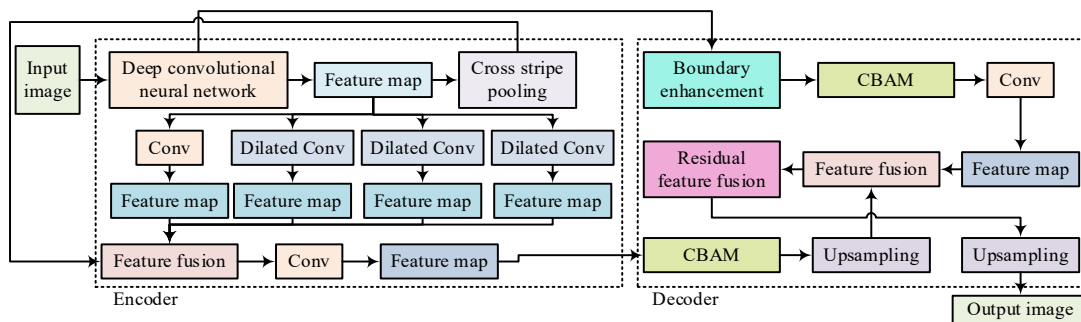 Input
image
Deep convolutional
neural network
Feature map
Cross stripe
pooling
Conv
Dilated Conv
Dilated Conv
Dilated Conv
Feature map
Feature map
Feature map
Feature map
Feature fusion
Conv
Feature map
Encoder
Boundary
enhancement
CBAM
Conv
Residual
feature fusion
Feature fusion
Feature map
CBAM
Upsampling
Upsampling
Decoder
Output image